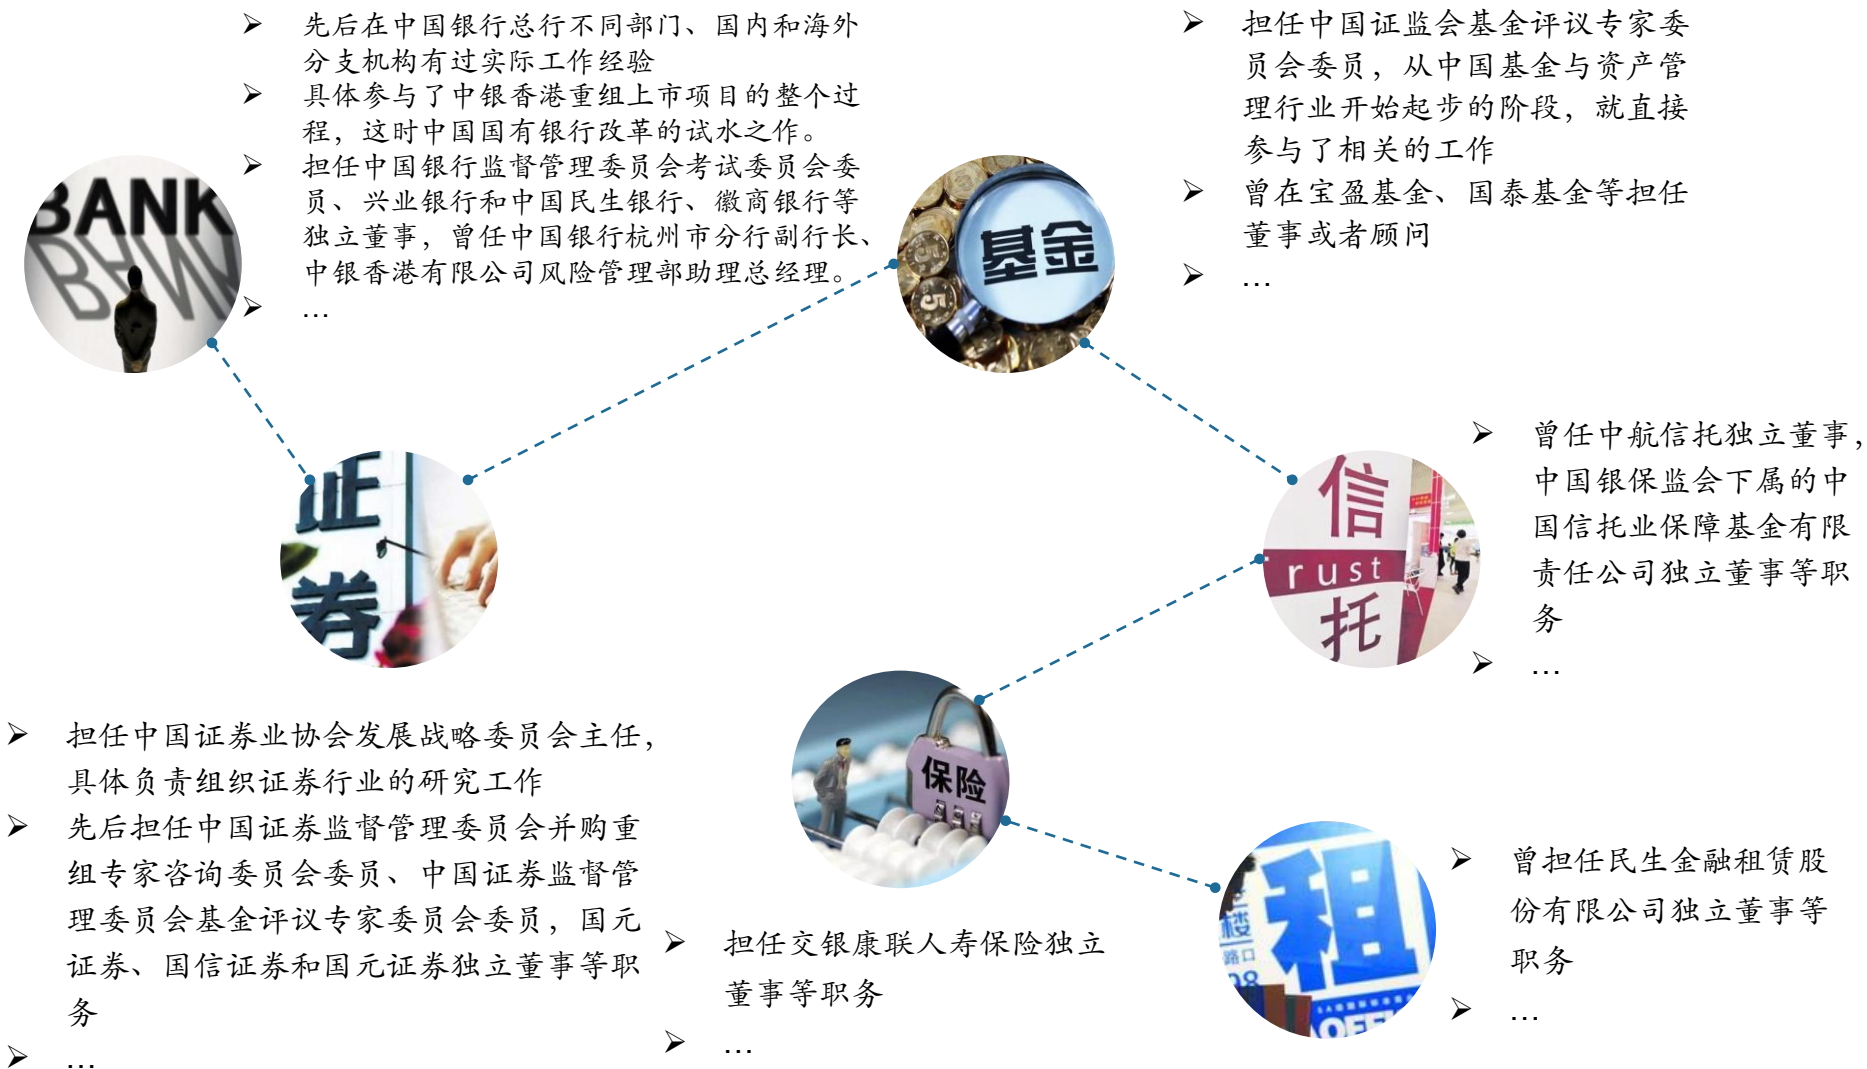 ➢ 先后在中国银行总行不同部门、国内和海外
分支机构有过实际工作经验
➢ 具体参与了中银香港重组上市项目的整个过
程，这时中国国有银行改革的试水之作。
➢ 担任中国银行监督管理委员会考试委员会委
员、兴业银行和中国民生银行、徽商银行等
独立董事，曾任中国银行杭州市分行副行长、
中银香港有限公司风险管理部助理总经理。
➢ …
BANK
BANK
➢ 担任中国证监会基金评议专家委
员会委员，从中国基金与资产管
理行业开始起步的阶段，就直接
参与了相关的工作
➢ 曾在宝盈基金、国泰基金等担任
董事或者顾问
➢ …
基金
5
证
券
➢ 曾任中航信托独立董事，
中国银保监会下属的中
国信托业保障基金有限
责任公司独立董事等职
务
➢ …
信
rust
托
➢ 担任中国证券业协会发展战略委员会主任，
具体负责组织证券行业的研究工作
➢ 先后担任中国证券监督管理委员会并购重
组专家咨询委员会委员、中国证券监督管
理委员会基金评议专家委员会委员，国元
证券、国信证券和国元证券独立董事等职
务
➢ …
保险
➢ 担任交银康联人寿保险独立
董事等职务
➢ …
租
楼
路口
98
➢ 曾担任民生金融租赁股
份有限公司独立董事等
职务
➢ …